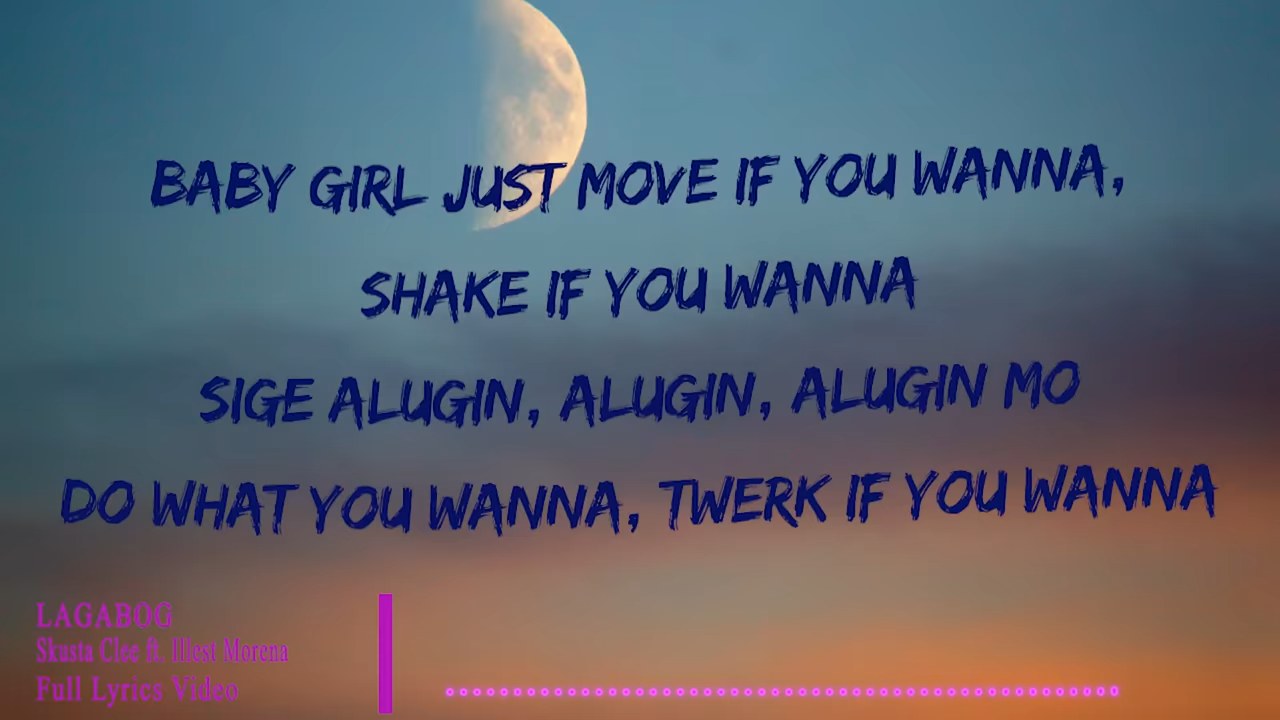 BABY GIRL JUST MOVE IF YOU WANNA,
SHAKE IF YOU WANNA
SIGE ALUGIN, ALUGIN, ALUGIN MO
DO WHAT YOU WANNA, TWERK IF YOU WANNA
LAGABOG
Skusta Clee ft. Illest Morena
Full Lyrics Video